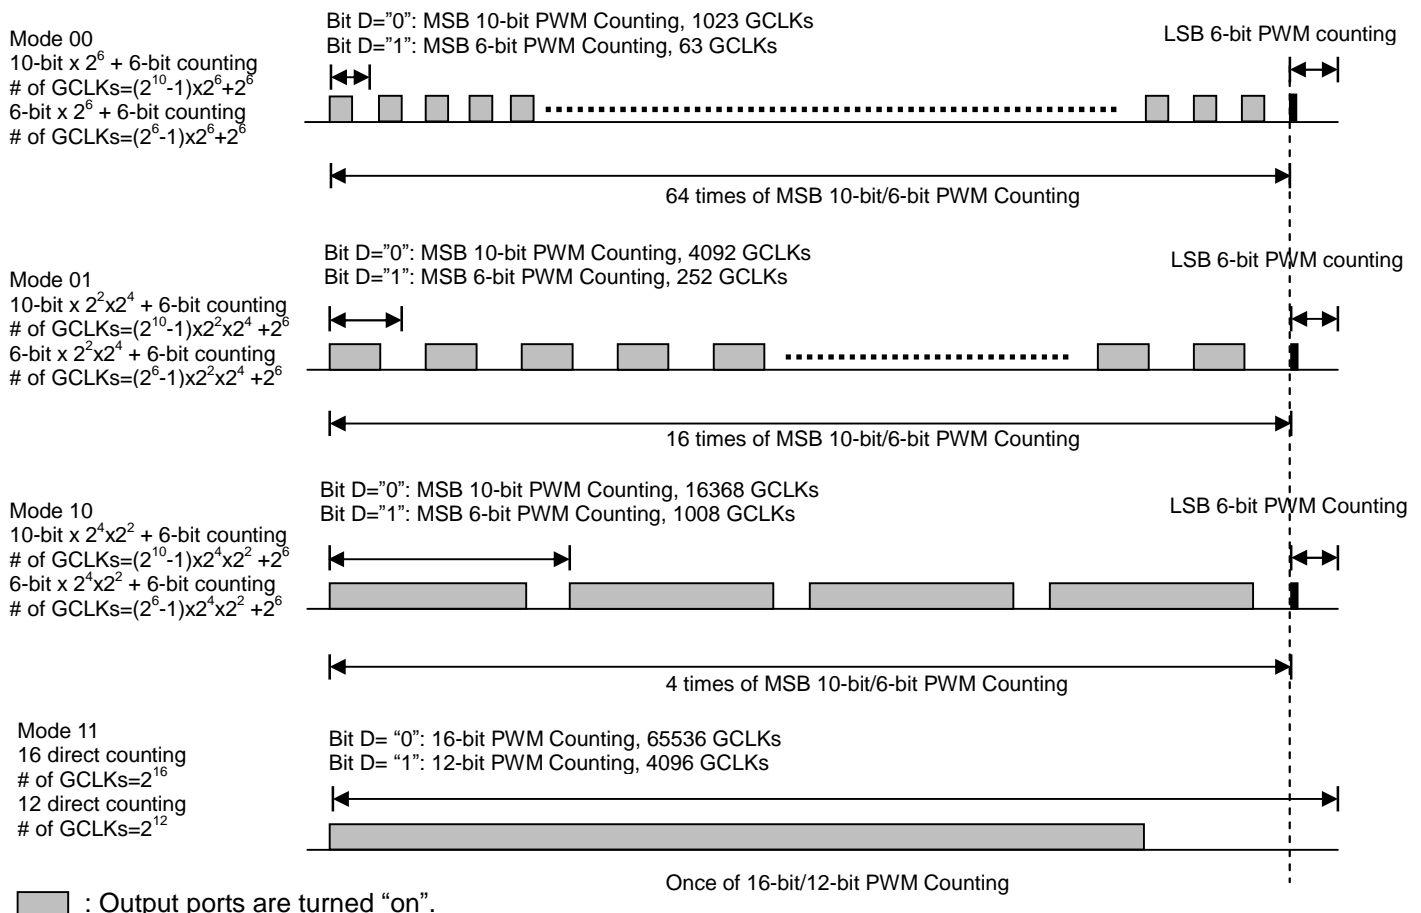 Mode 00
10-bit x 2^6 + 6-bit counting
# of GCLKs=(2^10-1)x2^6+2^6
6-bit x 2^6 + 6-bit counting
# of GCLKs=(2^6-1)x2^6+2^6
Bit D="0": MSB 10-bit PWM Counting, 1023 GCLKs
Bit D="1": MSB 6-bit PWM Counting, 63 GCLKs
LSB 6-bit PWM counting
64 times of MSB 10-bit/6-bit PWM Counting
Mode 01
10-bit x 2^2x2^4 + 6-bit counting
# of GCLKs=(2^10-1)x2^2x2^4 +2^6
6-bit x 2^2x2^4 + 6-bit counting
# of GCLKs=(2^6-1)x2^2x2^4 +2^6
Bit D="0": MSB 10-bit PWM Counting, 4092 GCLKs
Bit D="1": MSB 6-bit PWM Counting, 252 GCLKs
LSB 6-bit PWM counting
16 times of MSB 10-bit/6-bit PWM Counting
Mode 10
10-bit x 2^4x2^2 + 6-bit counting
# of GCLKs=(2^10-1)x2^4x2^2 +2^6
6-bit x 2^4x2^2 + 6-bit counting
# of GCLKs=(2^6-1)x2^4x2^2 +2^6
Bit D="0": MSB 10-bit PWM Counting, 16368 GCLKs
Bit D="1": MSB 6-bit PWM Counting, 1008 GCLKs
LSB 6-bit PWM Counting
4 times of MSB 10-bit/6-bit PWM Counting
Mode 11
16 direct counting
# of GCLKs=2^16
12 direct counting
# of GCLKs=2^12
Bit D= "0": 16-bit PWM Counting, 65536 GCLKs
Bit D= "1": 12-bit PWM Counting, 4096 GCLKs
Once of 16-bit/12-bit PWM Counting
: Output ports are turned "on".